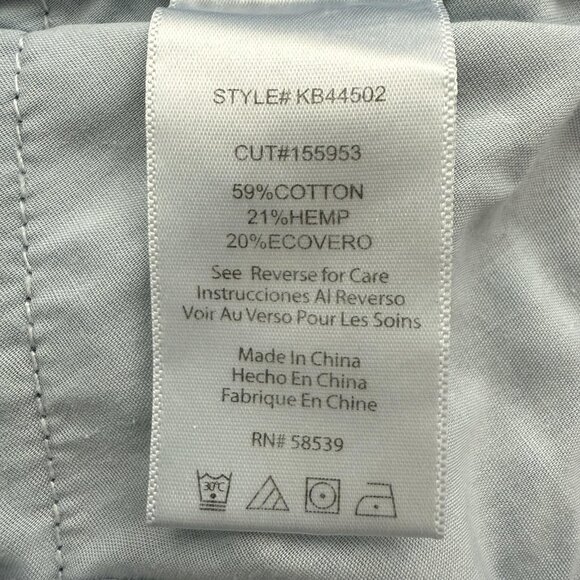 STYLE# KB44502
CUT#155953
59%COTTON
21%HEMP
20%ECOVERO
See Reverse for Care
Instrucciones Al Reverso
Voir Au Verso Pour Les Soins
Made In China
Hecho En China
Fabrique En Chine
RN# 58539
30°C